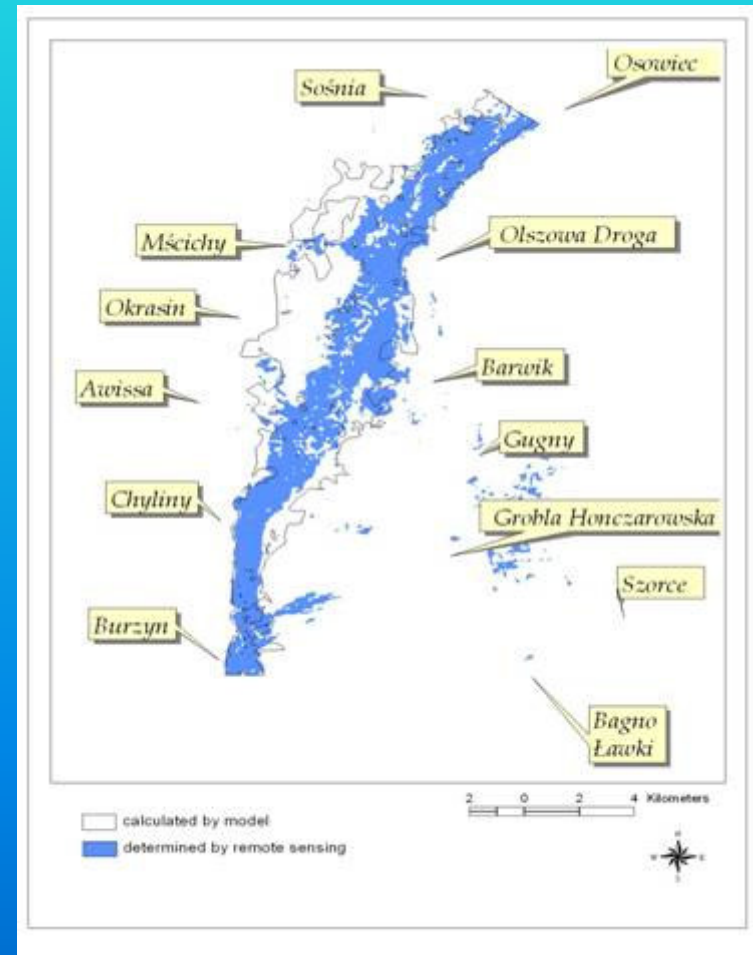 Osowiec
Sośnia
Olszowa Droga
Mścichy
Okrasin
Barwik
Awissa
Gugny
Chyliny
Grobla Honczarowska
Szorce
Burzyn
Bagno
Ławki
2 0 2 4 Kilometers
calculated by model
determined by remote sensing
N
W E
S